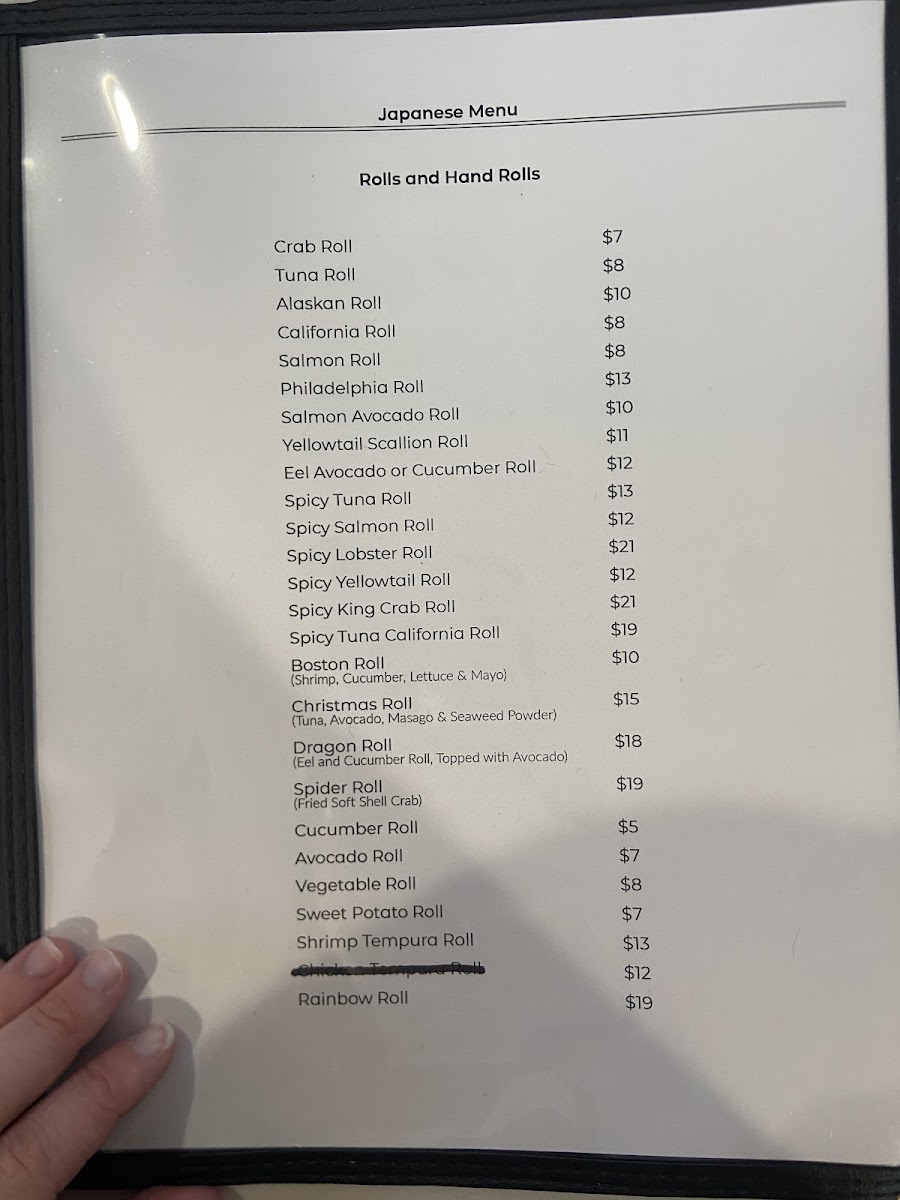 Japanese Menu
Rolls and Hand Rolls
Crab Roll $7
Tuna Roll $8
Alaskan Roll $10
California Roll $8
Salmon Roll $8
Philadelphia Roll $13
Salmon Avocado Roll $10
Yellowtail Scallion Roll $11
Eel Avocado or Cucumber Roll $12
Spicy Tuna Roll $13
Spicy Salmon Roll $12
Spicy Lobster Roll $21
Spicy Yellowtail Roll $12
Spicy King Crab Roll $21
Spicy Tuna California Roll $19
Boston Roll $10
(Shrimp, Cucumber, Lettuce & Mayo)
Christmas Roll $15
(Tuna, Avocado, Masago & Seaweed Powder)
Dragon Roll $18
(Eel and Cucumber Roll, Topped with Avocado)
Spider Roll $19
(Fried Soft Shell Crab)
Cucumber Roll $5
Avocado Roll $7
Vegetable Roll $8
Sweet Potato Roll $7
Shrimp Tempura Roll $13
Chicken Tempura Roll $12
Rainbow Roll $19